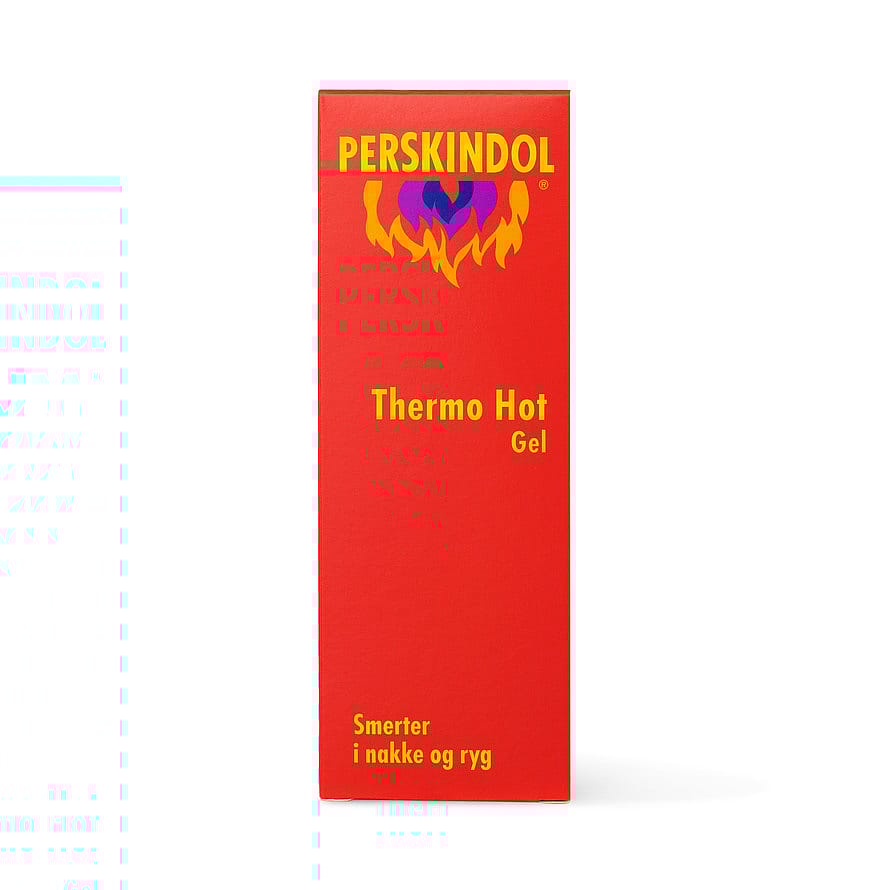 PERSKINDOL
®
Thermo Hot
Gel
Smerter
i nakke og ryg